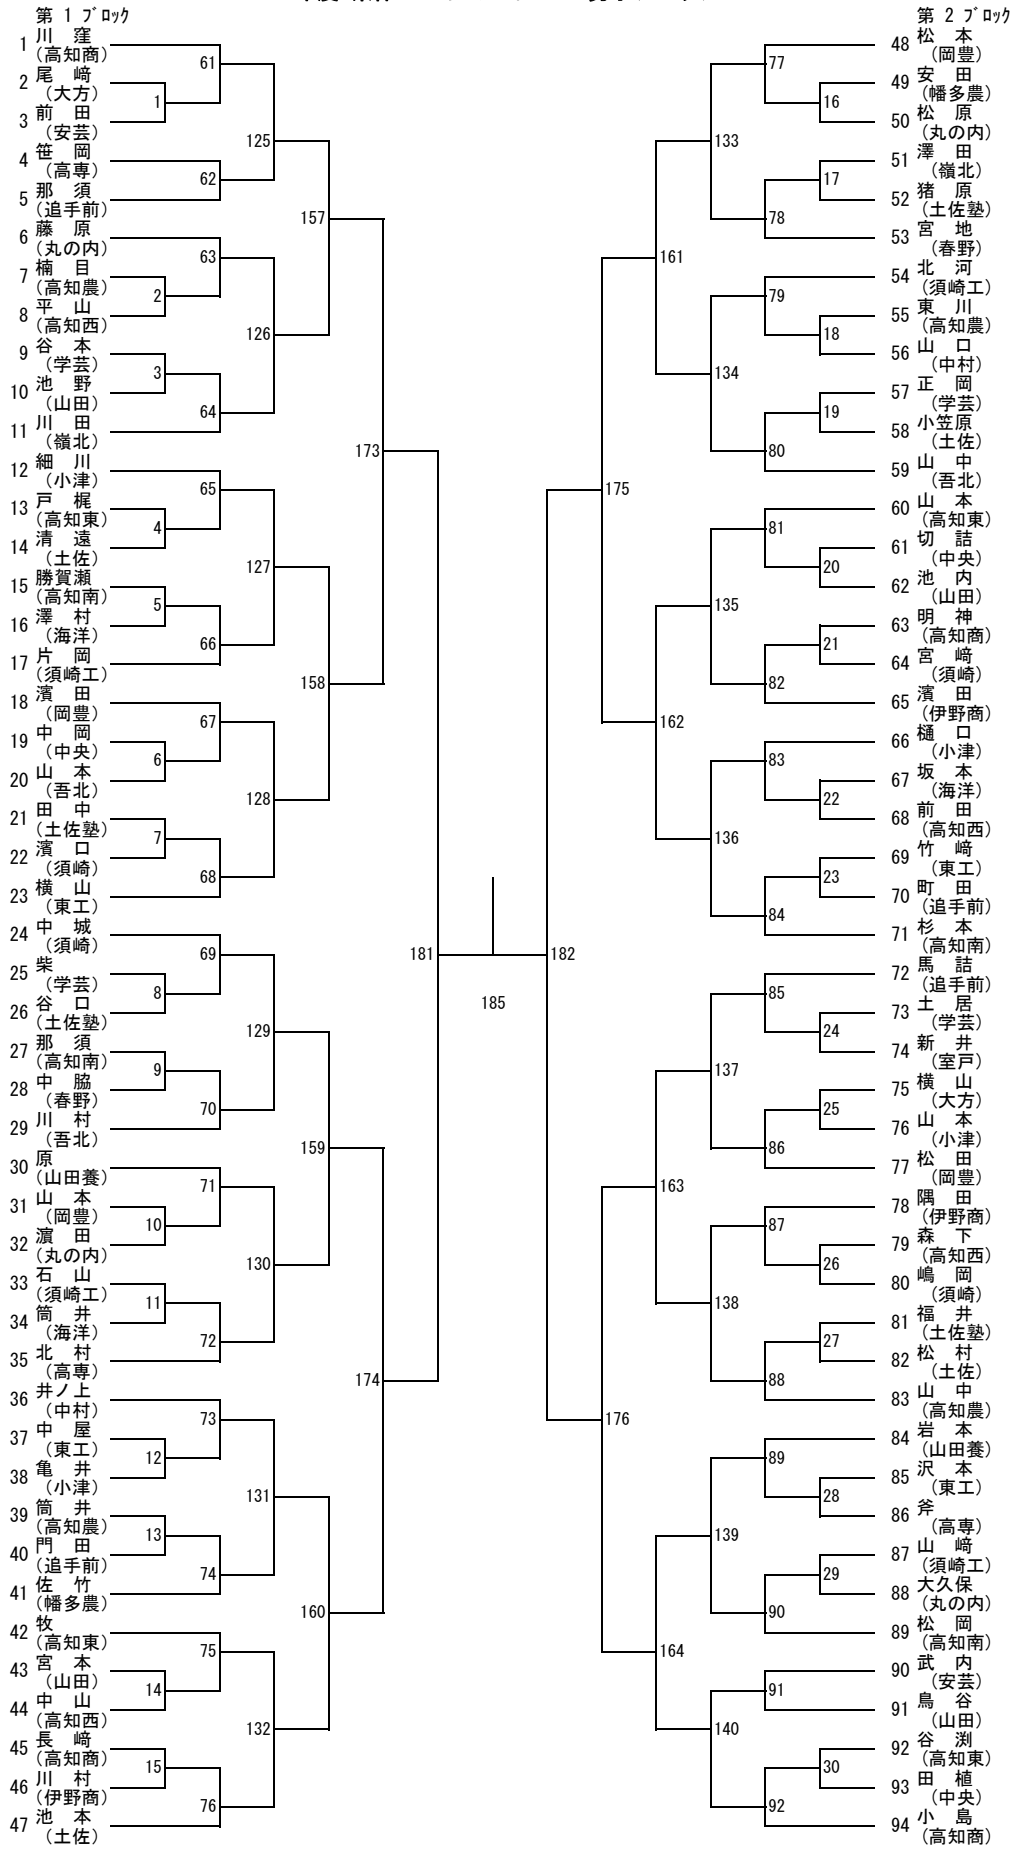 第 1 ブロック
1 川 窪
(高知商)
2 尾 﨑
(大方)
3 前 田
(安芸)
4 笹 岡
(高専)
5 那 須
(追手前)
6 藤 原
(丸の内)
7 楠 目
(高知農)
8 平 山
(高知西)
9 谷 本
(学芸)
10 池 野
(山田)
11 川 田
(嶺北)
12 細 川
(小津)
13 戸 梶
(高知東)
14 清 遠
(土佐)
15 勝賀瀬
(高知南)
16 澤 村
(海洋)
17 片 岡
(須崎工)
18 濱 田
(岡豊)
19 中 岡
(中央)
20 山 本
(吾北)
21 田 中
(土佐塾)
22 濱 口
(須崎)
23 横 山
(東工)
24 中 城
(須崎)
25 柴
(学芸)
26 谷 口
(土佐塾)
27 那 須
(高知南)
28 中 脇
(春野)
29 川 村
(吾北)
30 原
(山田養)
31 山 本
(岡豊)
32 濵 田
(丸の内)
33 石 山
(須崎工)
34 筒 井
(海洋)
35 北 村
(高専)
36 井ノ上
(中村)
37 中 屋
(東工)
38 亀 井
(小津)
39 筒 井
(高知農)
40 門 田
(追手前)
41 佐 竹
(幡多農)
42 牧
(高知東)
43 宮 本
(山田)
44 中 山
(高知西)
45 長 﨑
(高知商)
46 川 村
(伊野商)
47 池 本
(土佐)
61
1
125
62
157
63
2
126
3
64
173
65
4
127
5
66
158
67
6
128
7
68
181
69
8
129
9
70
159
71
10
130
11
72
174
73
12
131
13
74
160
75
14
132
15
76
185
182
77
16
133
17
78
161
79
18
134
19
80
175
81
20
135
21
82
162
83
22
136
23
84
85
24
137
25
86
163
87
26
138
27
88
176
89
28
139
29
90
164
91
140
30
92
第 2 ブロック
48 松 本
(岡豊)
49 安 田
(幡多農)
50 松 原
(丸の内)
51 澤 田
(嶺北)
52 猪 原
(土佐塾)
53 宮 地
(春野)
54 北 河
(須崎工)
55 東 川
(高知農)
56 山 口
(中村)
57 正 岡
(学芸)
58 小笠原
(土佐)
59 山 中
(吾北)
60 山 本
(高知東)
61 切 詰
(中央)
62 池 内
(山田)
63 明 神
(高知商)
64 宮 﨑
(須崎)
65 濱 田
(伊野商)
66 樋 口
(小津)
67 坂 本
(海洋)
68 前 田
(高知西)
69 竹 﨑
(東工)
70 町 田
(追手前)
71 杉 本
(高知南)
72 馬 詰
(追手前)
73 土 居
(学芸)
74 新 井
(室戸)
75 横 山
(大方)
76 山 本
(小津)
77 松 田
(岡豊)
78 隅 田
(伊野商)
79 森 下
(高知西)
80 嶋 岡
(須崎)
81 福 井
(土佐塾)
82 松 村
(土佐)
83 山 中
(高知農)
84 岩 本
(山田養)
85 沢 本
(東工)
86 斧
(高専)
87 山 﨑
(須崎工)
88 大久保
(丸の内)
89 松 岡
(高知南)
90 武 内
(安芸)
91 鳥 谷
(山田)
92 谷 渕
(高知東)
93 田 植
(中央)
94 小 島
(高知商)